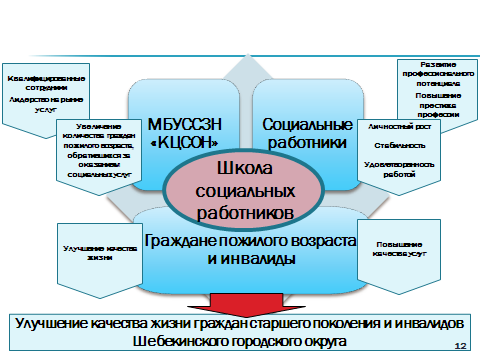 Квалифицированные
сотрудники
Лидерство на рынке
услуг
Увеличение
количества граждан
пожилого возраста,
обратившихся за
оказанием
социальных услуг
МБУССЗН
«КЦСОН»
Социальные
работники
Развитие
профессионального
потенциала
Повышение
престижа
профессии
Личностный рост
Стабильность
Удовлетворенность
работой
Школа
социальных
работников
Улучшение качества
жизни
Граждане пожилого возраста
и инвалиды
Повышение
качества услуг
Улучшение качества жизни граждан старшего поколения и инвалидов
Шебекинского городского округа
12